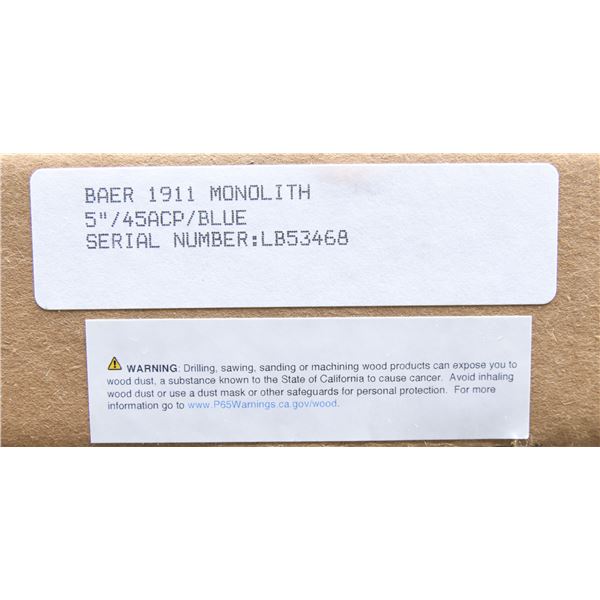 BAER 1911 MONOLITH
5"/45ACP/BLUE
SERIAL NUMBER:LB53468
WARNING: Drilling, sawing, sanding or machining wood products can expose you to
wood dust, a substance known to the State of California to cause cancer. Avoid inhaling
wood dust or use a dust mask or other safeguards for personal protection. For more
information go to www.P65Warnings.ca.gov/wood.